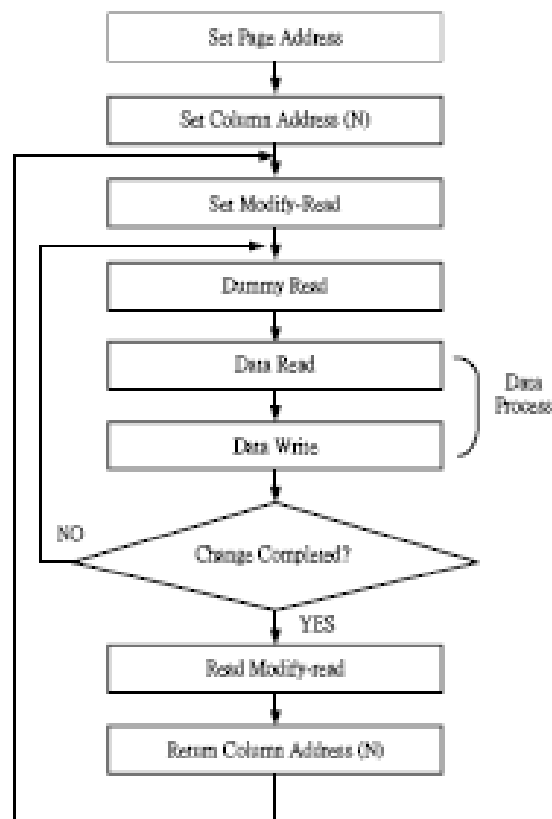 Set Page Address
Set Column Address (N)
Set Modify-Read
Dummy Read
Data Read
Data
Process
Data Write
NO
Change Completed?
YES
Read Modify-read
Return Column Address (N)